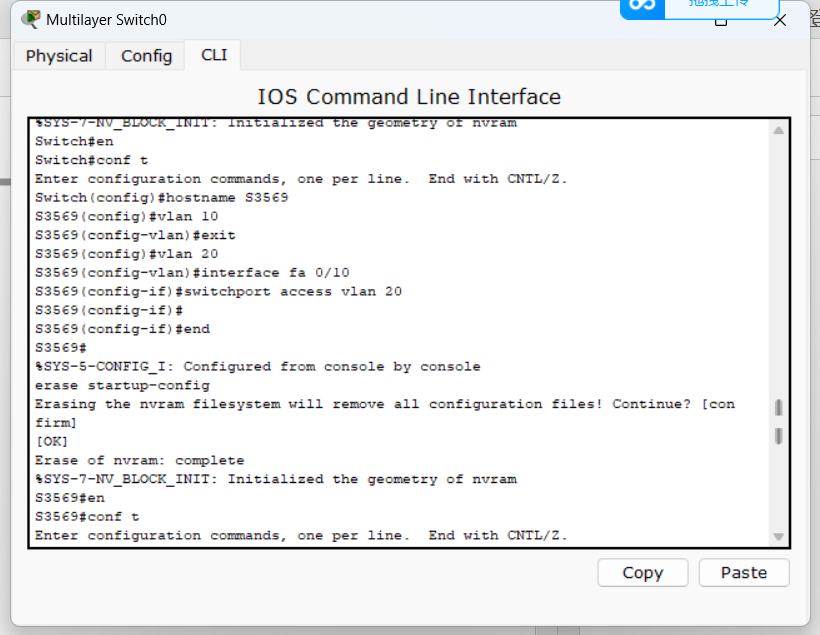 Multilayer Switch0
拖拽上传
Physical
Config
CLI
IOS Command Line Interface
%SYS-7-NV_BLOCK_INIT: Initialized the geometry of nvram
Switch#en
Switch#conf t
Enter configuration commands, one per line.  End with CNTL/Z.
Switch(config)#hostname S3569
S3569(config)#vlan 10
S3569(config-vlan)#exit
S3569(config)#vlan 20
S3569(config-vlan)#interface fa 0/10
S3569(config-if)#switchport access vlan 20
S3569(config-if)#
S3569(config-if)#end
S3569#
%SYS-5-CONFIG_I: Configured from console by console
erase startup-config
Erasing the nvram filesystem will remove all configuration files! Continue? [con
firm]
[OK]
Erase of nvram: complete
%SYS-7-NV_BLOCK_INIT: Initialized the geometry of nvram
S3569#en
S3569#conf t
Enter configuration commands, one per line.  End with CNTL/Z.
Copy
Paste